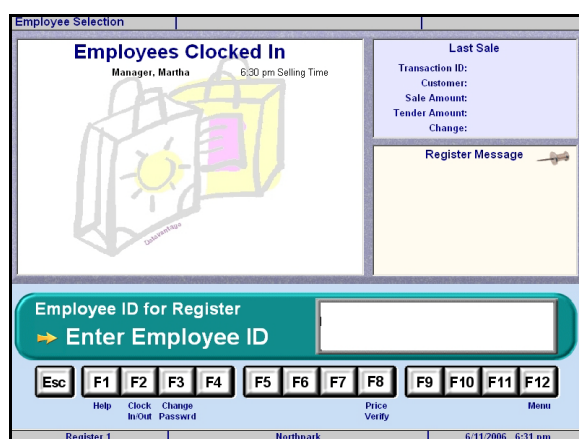 Employee Selection
Employees Clocked In
Manager, Martha 6:30 pm Selling Time
Datavantage
Last Sale
Transaction ID:
Customer:
Sale Amount:
Tender Amount:
Change:
Register Message
Employee ID for Register
Enter Employee ID
Esc F1 F2 F3 F4 F5 F6 F7 F8 F9 F10 F11 F12
Help Clock In/Out Change Passwrd Price Verify Menu
Register 1 Northpark 6/11/2006 6:31 pm